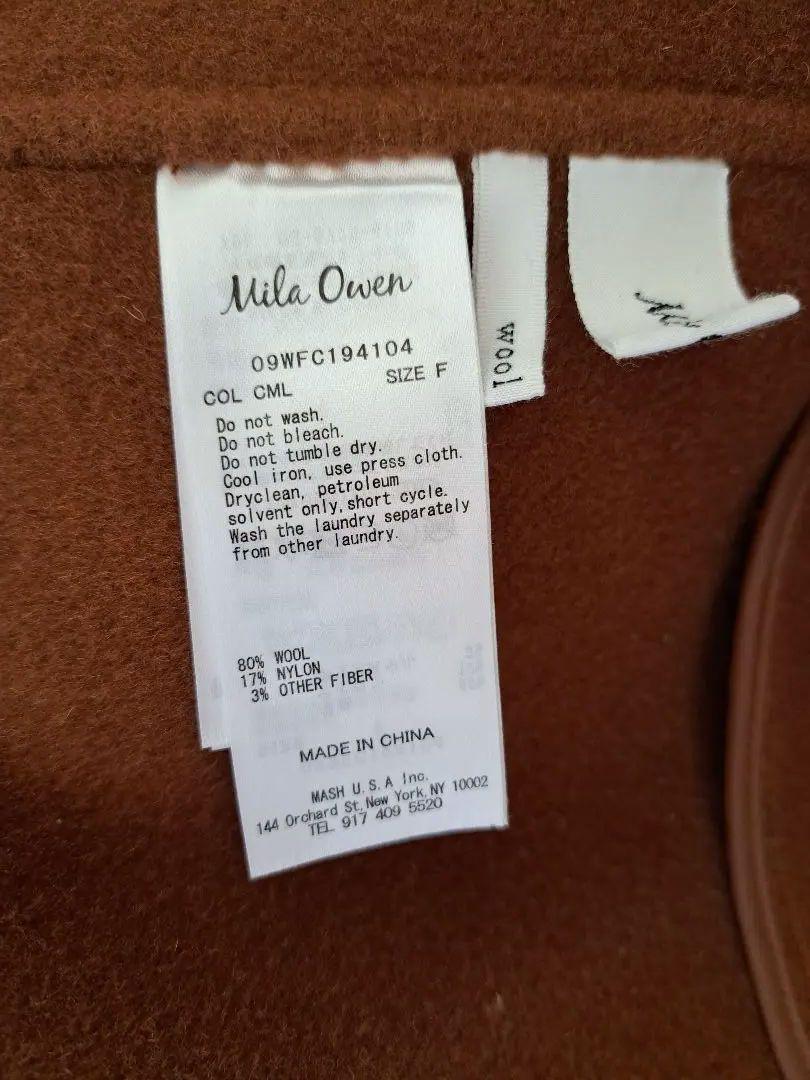 Mila Owen
09WFC194104
COL CML SIZE F
Do not wash.
Do not bleach.
Do not tumble dry.
Cool iron, use press cloth.
Dryclean, petroleum
solvent only,short cycle.
Wash the laundry separately
from other laundry.
80% WOOL
17% NYLON
3% OTHER FIBER
MADE IN CHINA
MASH U.S.A Inc.
144 Orchard St,New York,NY 10002
TEL 917 409 5520
wool